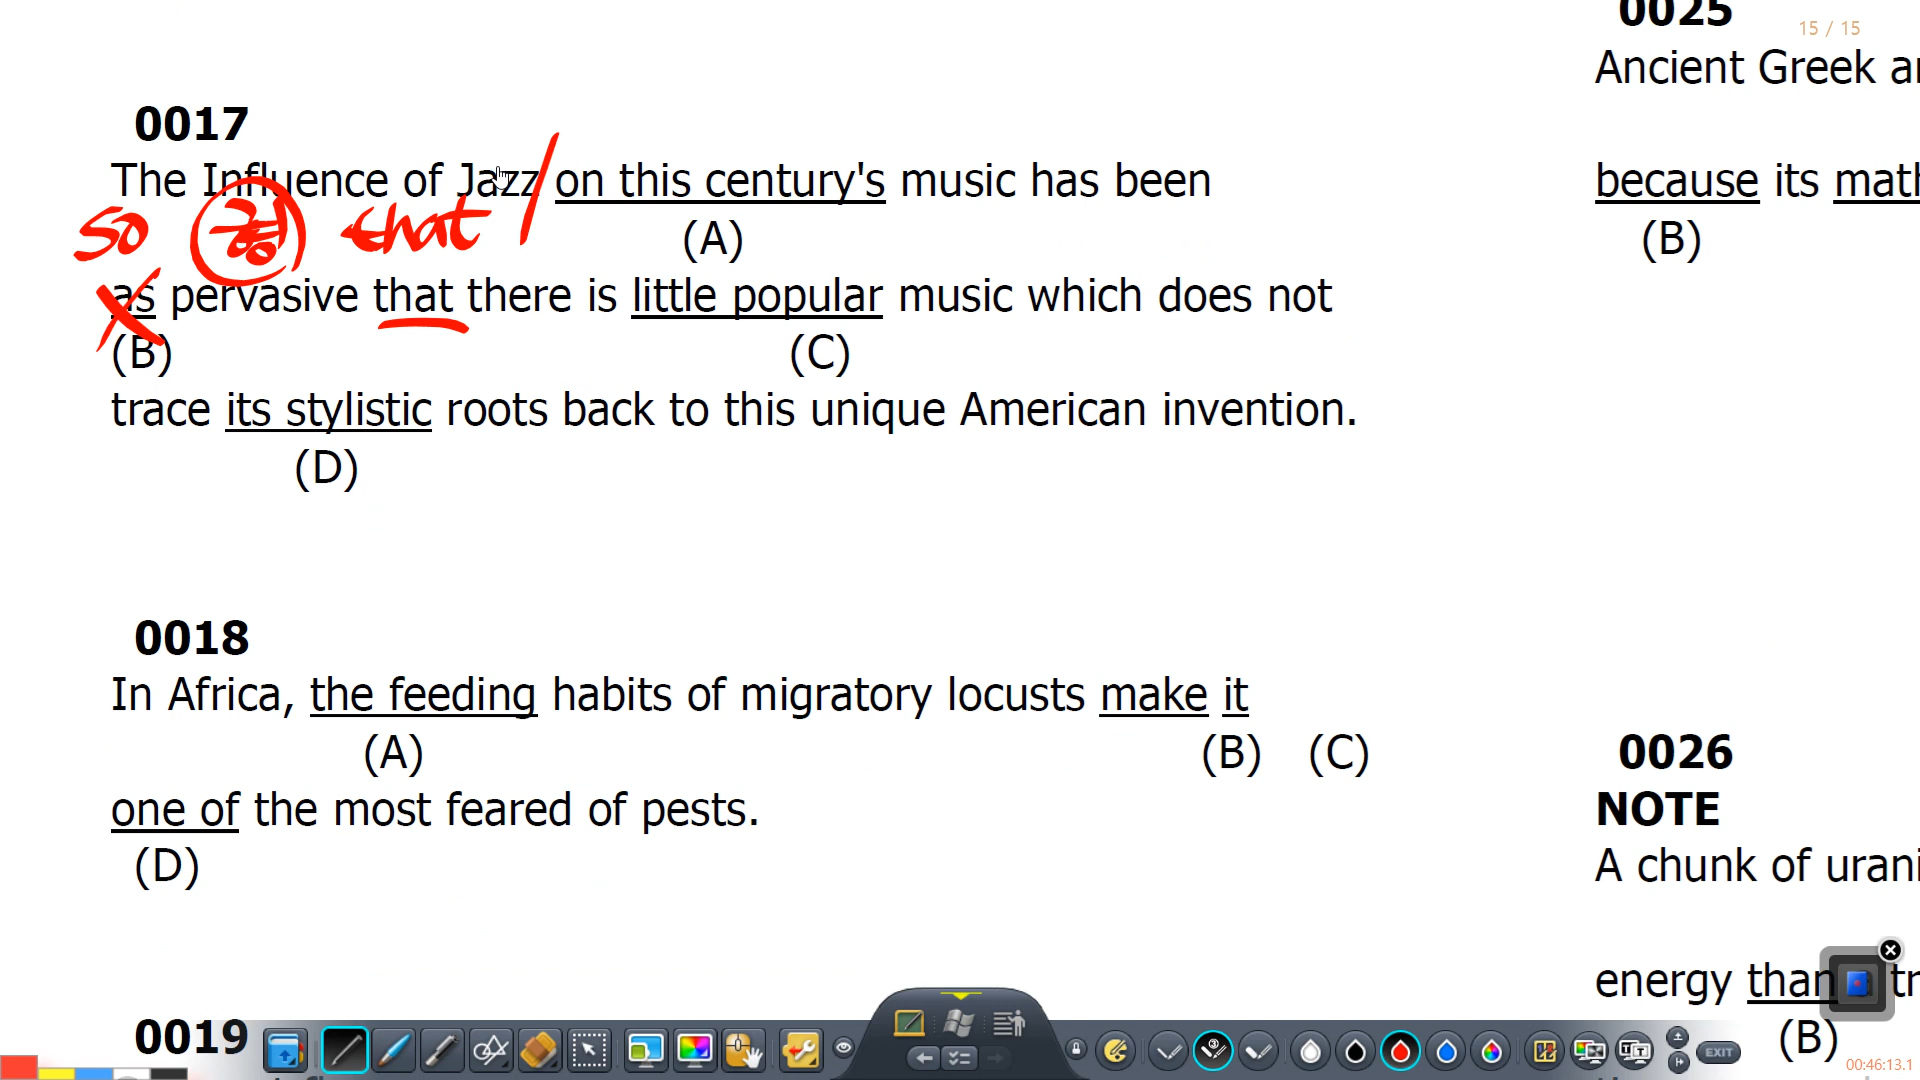 0025
15 / 15
Ancient Greek a
0017
The Influence of Jazz on this century's music has been
so 형 that
(A)
because its mat
(B)
as pervasive that there is little popular music which does not
(B) (C)
trace its stylistic roots back to this unique American invention.
(D)
0018
In Africa, the feeding habits of migratory locusts make it
(A) (B) (C)
one of the most feared of pests.
(D)
0026
NOTE
A chunk of urani
energy than tr
(B)
0019
EXIT
00:46:13.1